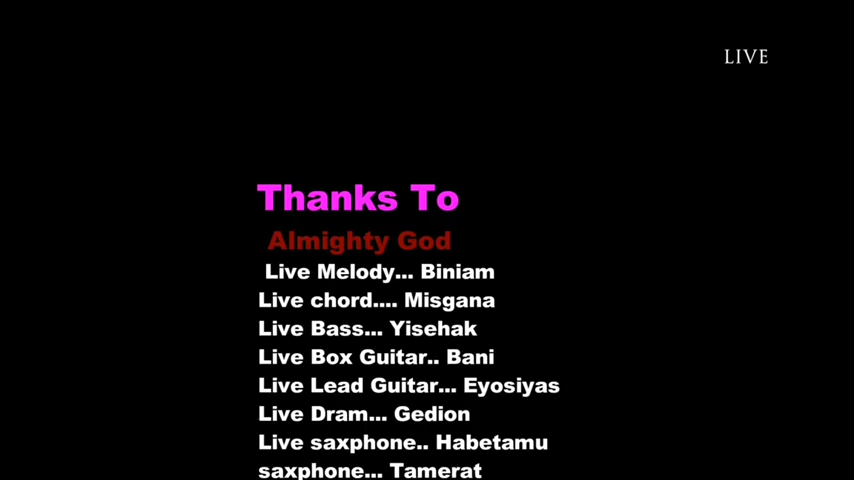 LIVE
Thanks To
Almighty God
Live Melody... Biniam
Live chord.... Misgana
Live Bass... Yisehak
Live Box Guitar.. Bani
Live Lead Guitar... Eyosiyas
Live Dram... Gedion
Live saxphone.. Habetamu
saxphone... Tamerat